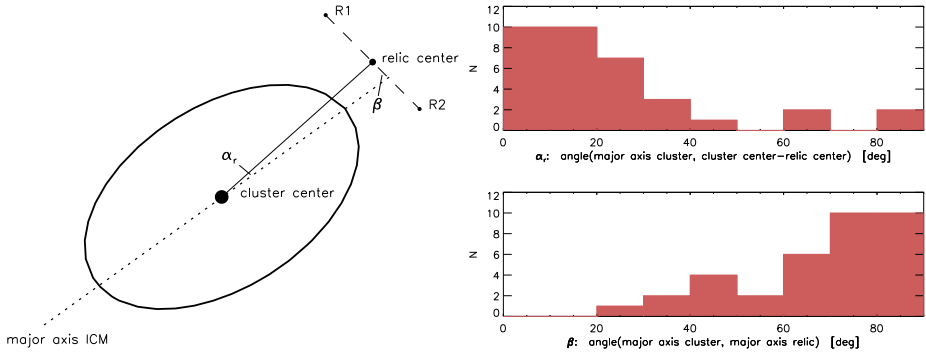 R1
relic center
R2
β
αr
cluster center
major axis ICM
12
10
8
6
4
2
0
N
0 20 40 60 80
αr: angle(major axis cluster, cluster center-relic center) [deg]
12
10
8
6
4
2
0
N
0 20 40 60 80
β: angle(major axis cluster, major axis relic) [deg]